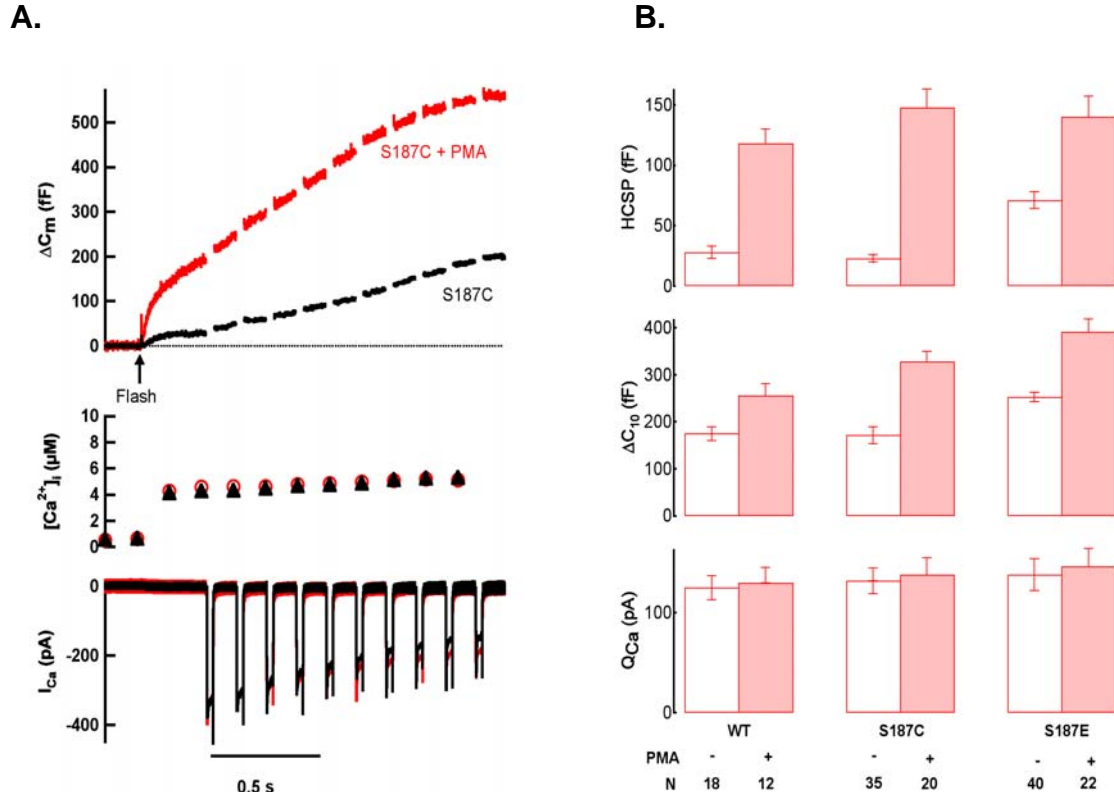 A.
B.
500
400
300
200
100
0
ΔCm (fF)
S187C + PMA
S187C
Flash
10
8
6
4
2
0
[Ca2+]i (µM)
0
-200
-400
ICa (pA)
0.5 s
150
100
50
0
HCSP (fF)
400
300
200
100
0
ΔC10 (fF)
100
0
QCa (pA)
WT S187C S187E
PMA - + - + - +
N 18 12 35 20 40 22